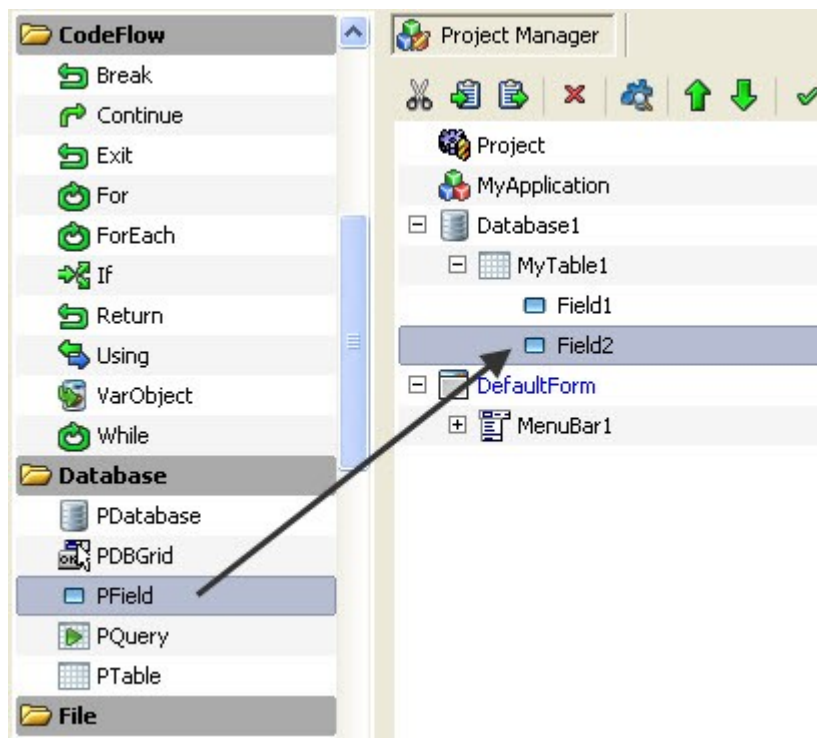 CodeFlow
Break
Continue
Exit
For
ForEach
If
Return
Using
VarObject
While
Database
PDatabase
PDBGrid
PField
PQuery
PTable
File
Project Manager
Project
MyApplication
Database1
MyTable1
Field1
Field2
DefaultForm
MenuBar1